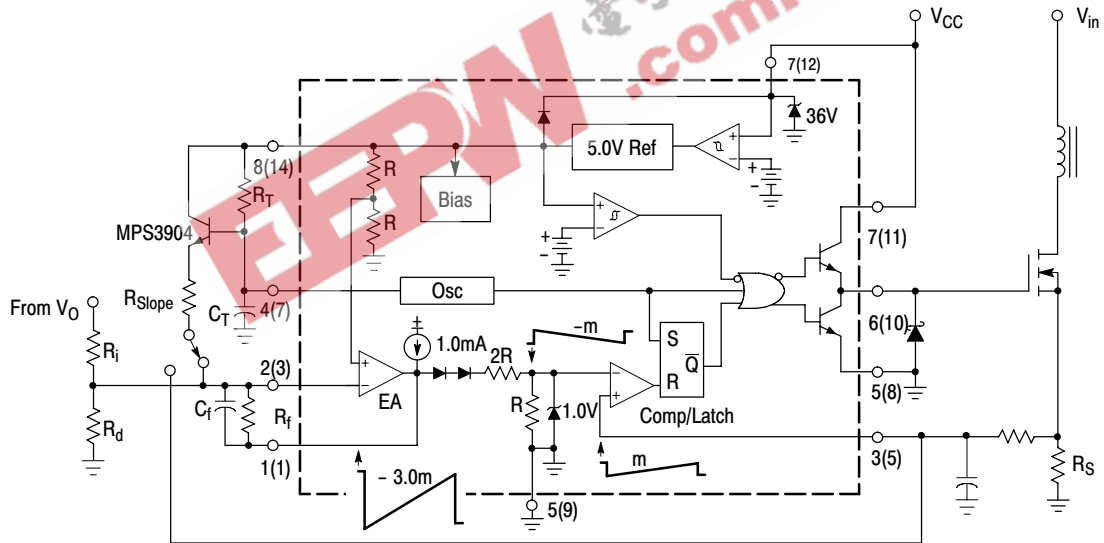 EEPW.com
VCC
Vin
7(12)
36V
5.0V Ref
+
-
+
-
8(14)
RT
R
Bias
R
MPS3904
+
-
+
-
7(11)
RSlope
Osc
From VO
CT
4(7)
1.0mA
-m
S
Q
R
6(10)
Ri
2(3)
+
-
EA
2R
-
+
5(8)
Cf
Rf
R
1.0V
Comp/Latch
Rd
1(1)
3(5)
- 3.0m
m
RS
5(9)